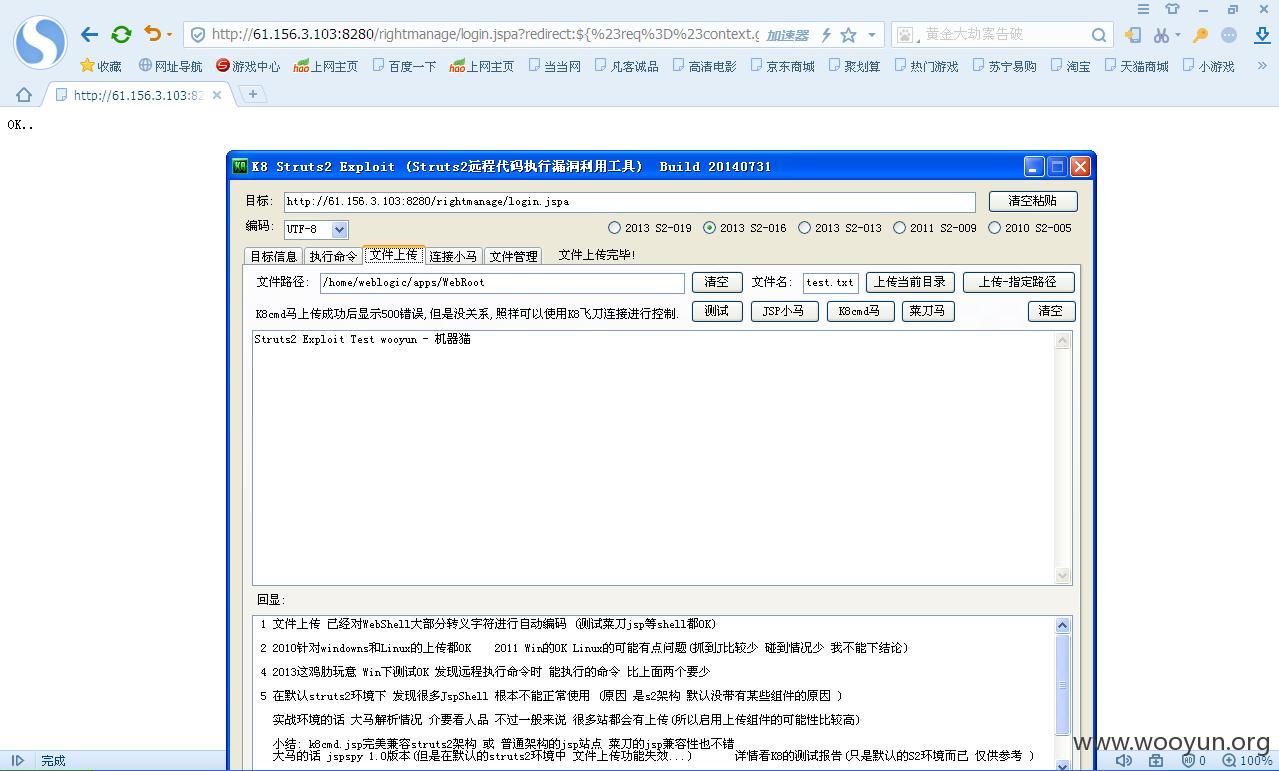 http://61.156.3.103:8280/rightmanage/login.jspa?redirect:${%23req%3D%23context.g 加速器 黄金大劫案告破
收藏 网址导航 游戏中心 上网主页 百度一下 上网主页 当当网 凡客诚品 高清电影 京东商城 聚划算 热门游戏 苏宁易购 淘宝 天猫商城 小游戏 »
http://61.156.3.103:82
OK..
K8 Struts2 Exploit (Struts2远程代码执行漏洞利用工具) Build 20140731
目标: http://61.156.3.103:8280/rightmanage/login.jspa 清空粘贴
编码: UTF-8 2013 S2-019 2013 S2-016 2013 S2-013 2011 S2-009 2010 S2-005
目标信息 执行命令 文件上传 连接小马 文件管理 文件上传完毕!
文件路径: /home/weblogic/apps/WebRoot 清空 文件名: test.txt 上传当前目录 上传-指定路径
K8cmd马上传成功后显示500错误,但是没关系,照样可以使用K8飞刀连接进行控制. 测试 JSP小马 K8cmd马 菜刀马 清空
Struts2 Exploit Test wooyun - 机器猫
回显:
1 文件上传 已经对WebShell大部分转义字符进行自动编码 (测试菜刀jsp等shell都OK)
2 2010针对windows和Linux的上传都OK 2011 Win的OK Linux的可能有点问题(抓到J比较少 碰到情况少 我不能下结论)
4 2013这鸡肋玩意 Win下测试OK 发现远程执行命令时 能执行的命令 比上面两个要少
5 在默认struts2环境下 发现很多JspShell 根本不能正常使用 (原因 是s2架构 默认没带有某些组件的原因 )
实战环境的话 大马解析情况 介要看人品 不过一般来说 很多站都会有上传(所以启用上传组件的可能性比较高)
小结: k8cmd.jsp完美兼容struts架构 或 普通架构的jsp站点 菜刀的jsp兼容性也不错
大马的话 jspspy 1 OK (但是在默认的struts2环境中 文件上传功能失效...) 详情看K8的测试报告(只是默认的S2环境而已 仅供参考 )
www.wooyun.org
完成 0 100%